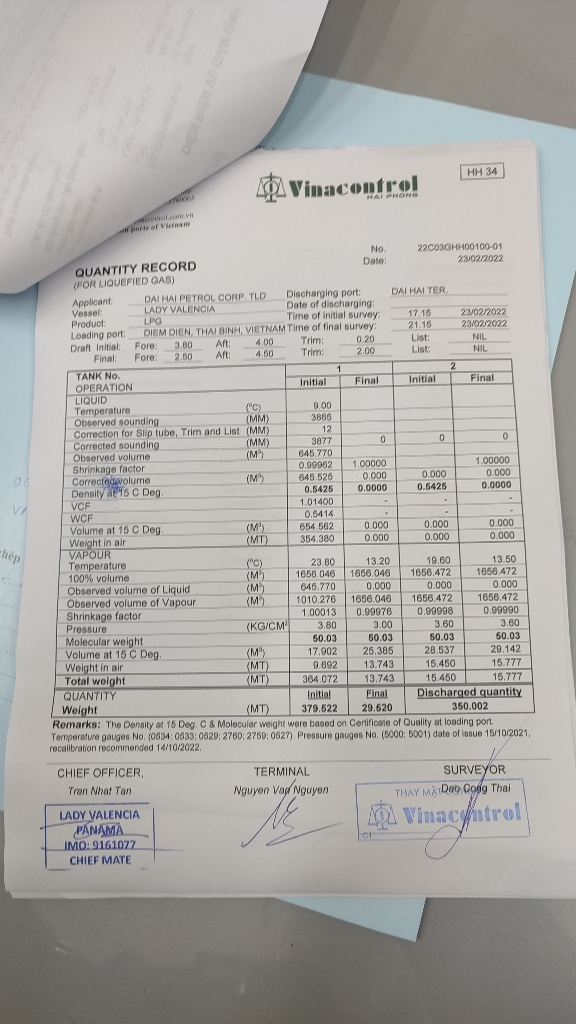 HH 34
Vinacontrol
HAI PHONG
ports of Vietnam
No. 22C03GHH00100-01
Date: 23/02/2022
QUANTITY RECORD
(FOR LIQUEFIED GAS)
Applicant: DAI HAI PETROL CORP. TLD Discharging port: DAI HAI TER.
Vessel: LADY VALENCIA Date of discharging:
Product: LPG Time of initial survey: 17.15 23/02/2022
Loading port: DIEM DIEN, THAI BINH, VIETNAM Time of final survey: 21.15 23/02/2022
Draft Initial: Fore: 3.80 Aft: 4.00 Trim: 0.20 List: NIL
Final: Fore: 2.50 Aft: 4.50 Trim: 2.00 List: NIL
TANK No. 1 2
OPERATION Initial Final Initial Final
LIQUID
Temperature (°C) 9.00
Observed sounding (MM) 3865
Correction for Slip tube, Trim and List (MM) 12
Corrected sounding (MM) 3877 0 0 0
Observed volume (M³) 645.770
Shrinkage factor 0.99962 1.00000 1.00000
Corrected volume (M³) 645.525 0.000 0.000 0.000
Density at 15 C Deg. 0.5425 0.0000 0.5425 0.0000
VCF 1.01400 - - -
WCF 0.5414 - - -
Volume at 15 C Deg. (M³) 654.562 0.000 0.000 0.000
Weight in air (MT) 354.380 0.000 0.000 0.000
VAPOUR
Temperature (°C) 23.80 13.20 19.60 13.50
100% volume (M³) 1656.046 1656.046 1656.472 1656.472
Observed volume of Liquid (M³) 645.770 0.000 0.000 0.000
Observed volume of Vapour (M³) 1010.276 1656.046 1656.472 1656.472
Shrinkage factor 1.00013 0.99976 0.99998 0.99990
Pressure (KG/CM² 3.80 3.00 3.60 3.60
Molecular weight 50.03 50.03 50.03 50.03
Volume at 15 C Deg. (M³) 17.902 25.385 28.537 29.142
Weight in air (MT) 9.692 13.743 15.450 15.777
Total weight (MT) 364.072 13.743 15.450 15.777
QUANTITY Initial Final Discharged quantity
Weight (MT) 379.522 29.520 350.002
Remarks: The Density at 15 Deg. C & Molecular weight were based on Certificate of Quality at loading port.
Temperature gauges No. (0634; 0533; 0629; 2760; 2759; 0527). Pressure gauges No. (5000; 5001) date of issue 15/10/2021,
recalibration recommended 14/10/2022.
CHIEF OFFICER, TERMINAL SURVEYOR
Tran Nhat Tan Nguyen Van Nguyen Dao Cong Thai
LADY VALENCIA
PANAMA
IMO: 9161077
CHIEF MATE
THAY MẶT
Vinacontrol